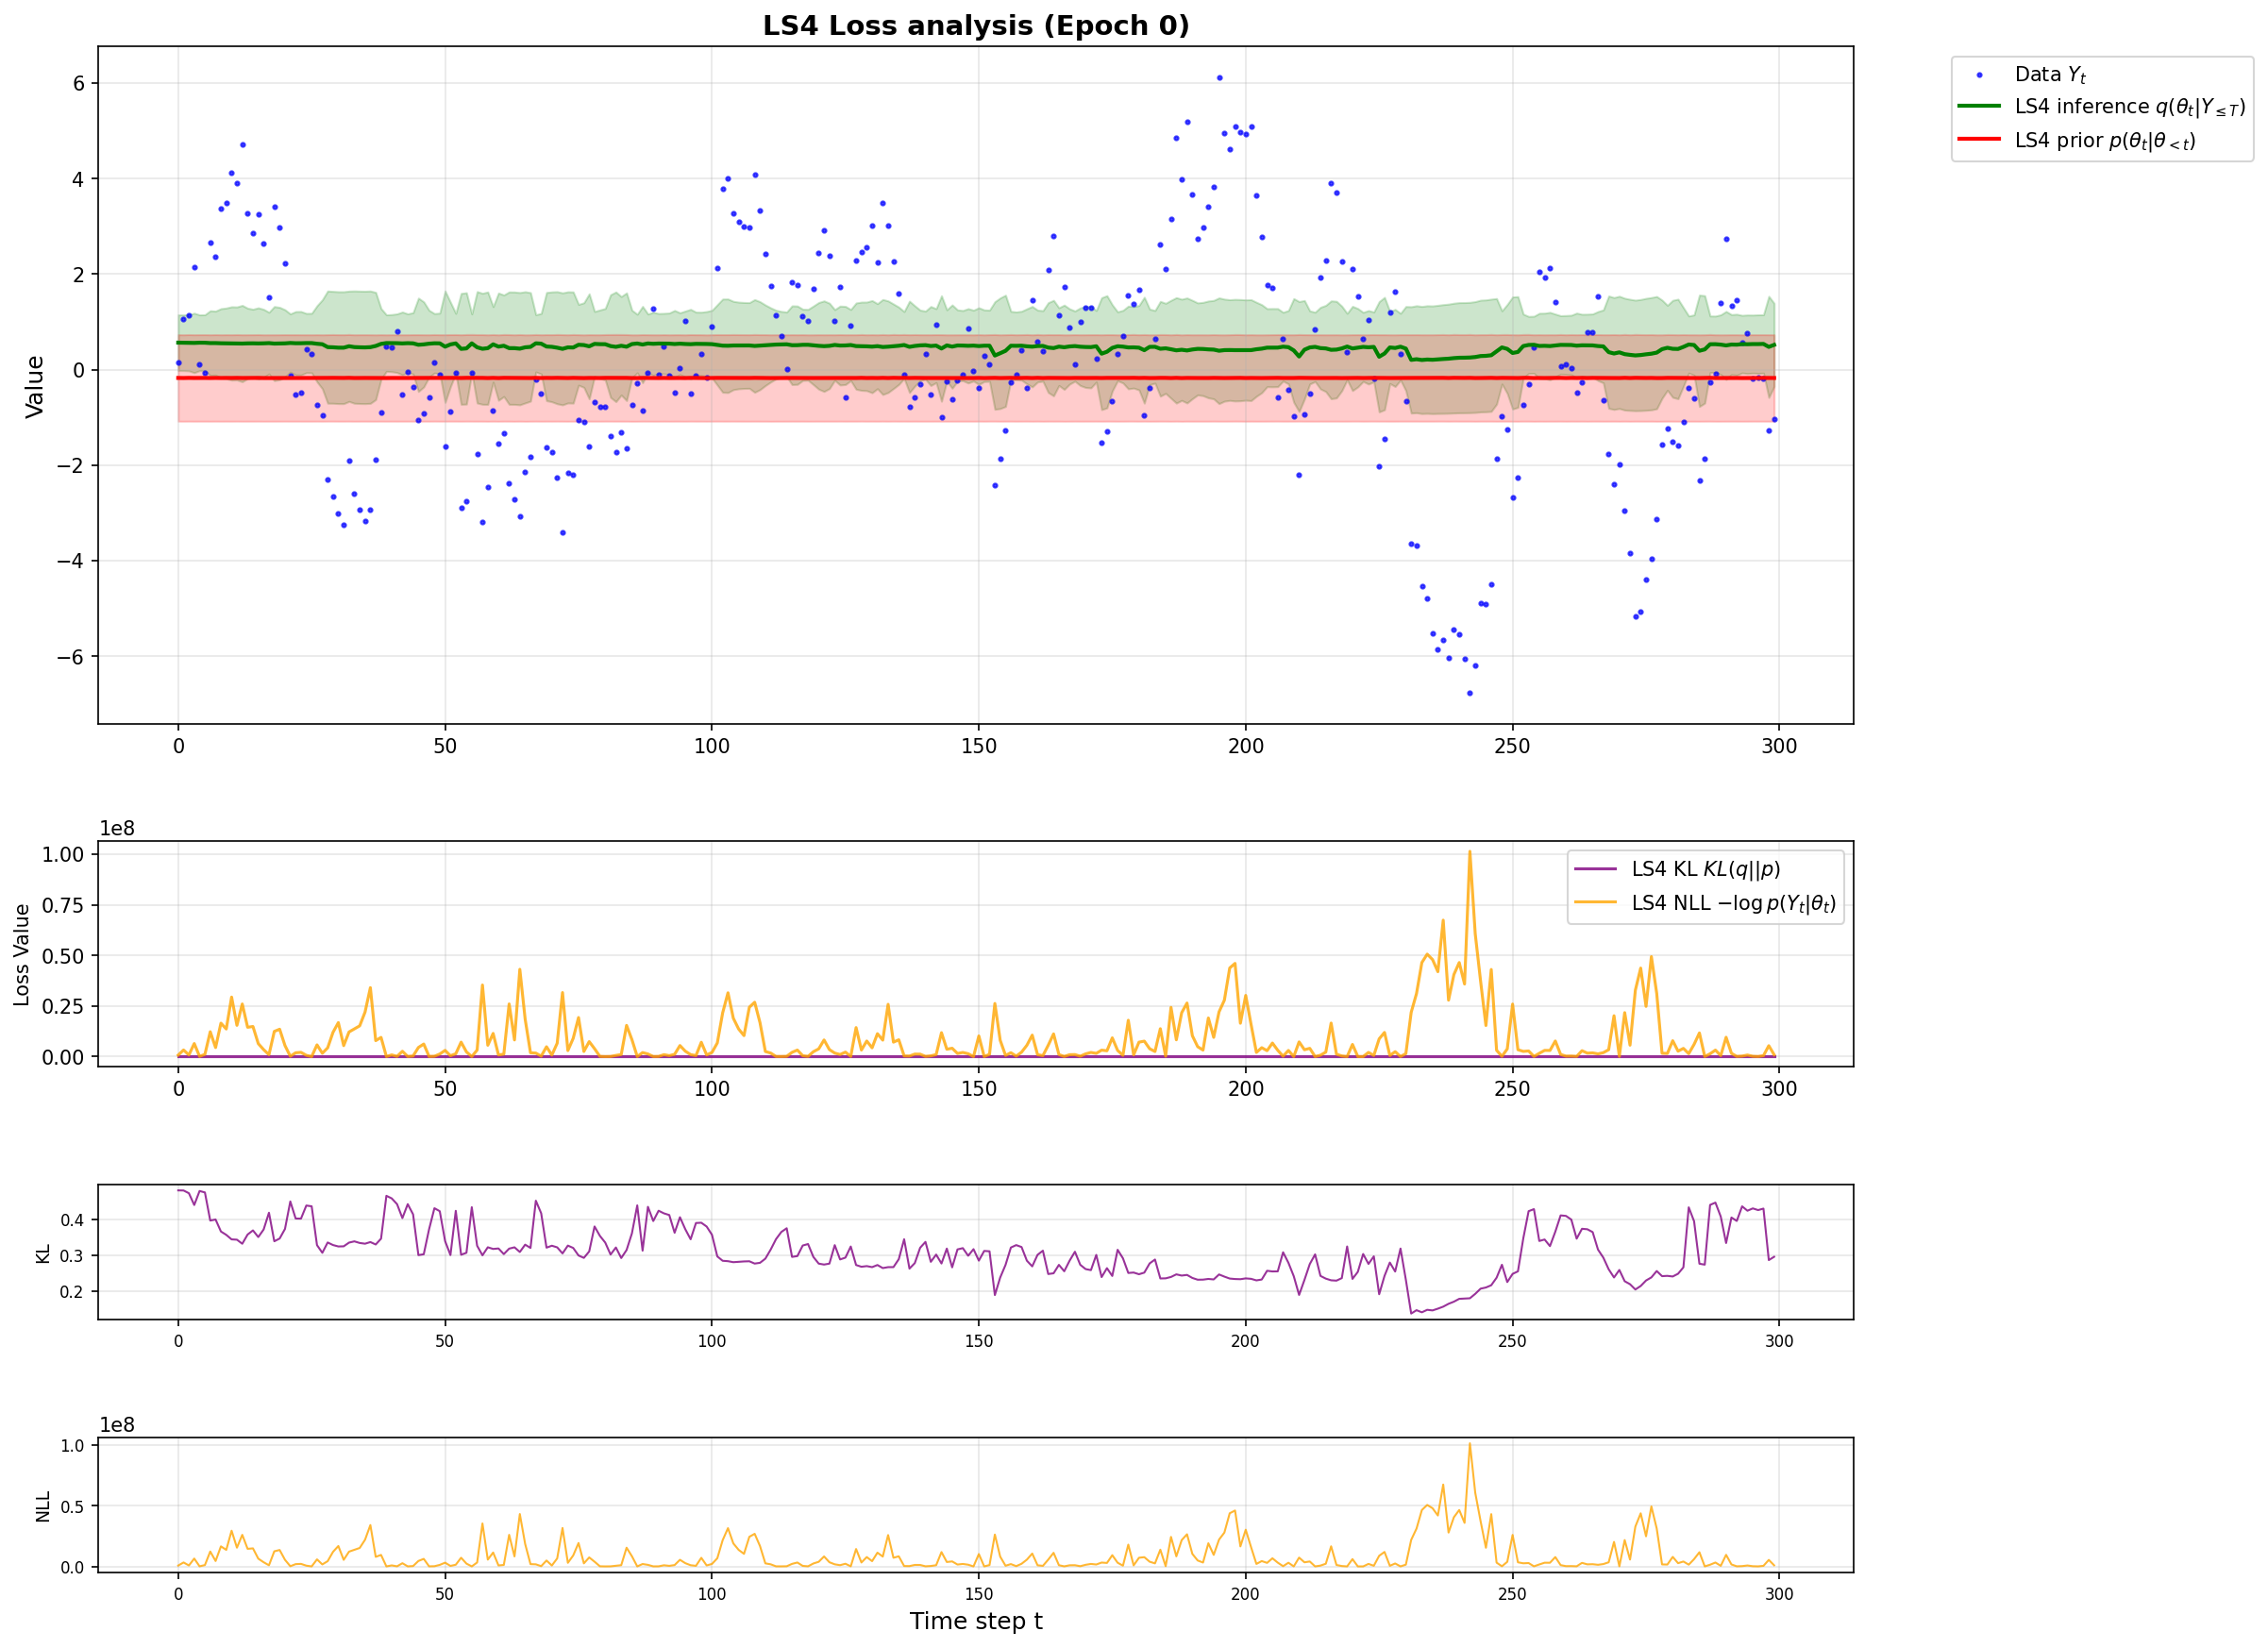 LS4 Loss analysis (Epoch 0)
Data Y_t
LS4 inference q(θ_t|Y_{≤T})
LS4 prior p(θ_t|θ_{<t})
Value
6
4
2
0
−2
−4
−6
0 50 100 150 200 250 300
1e8
Loss Value
1.00
0.75
0.50
0.25
0.00
LS4 KL KL(q||p)
LS4 NLL −log p(Y_t|θ_t)
0 50 100 150 200 250 300
KL
0.4
0.3
0.2
0 50 100 150 200 250 300
1e8
NLL
1.0
0.5
0.0
0 50 100 150 200 250 300
Time step t